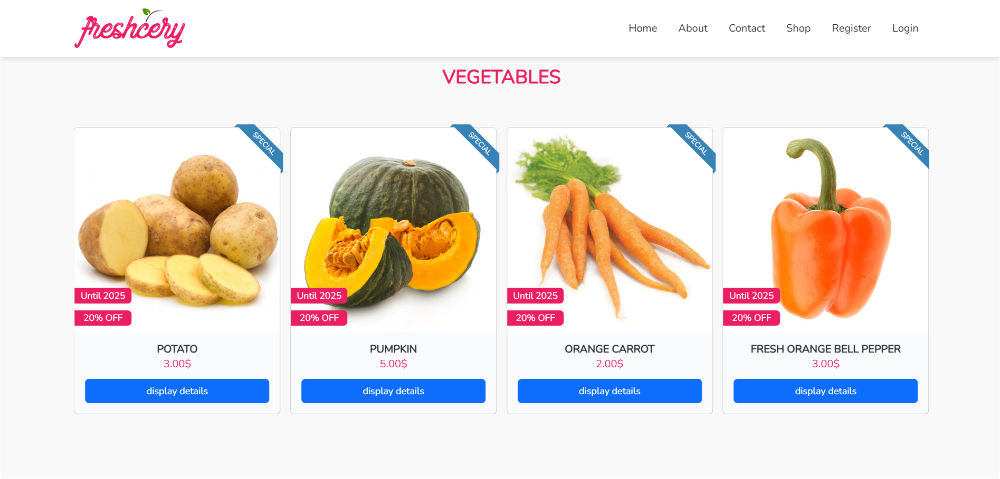 freshcery
Home About Contact Shop Register Login
VEGETABLES
SPECIAL
Until 2025
20% OFF
POTATO
3.00$
display details
SPECIAL
Until 2025
20% OFF
PUMPKIN
5.00$
display details
SPECIAL
Until 2025
20% OFF
ORANGE CARROT
2.00$
display details
SPECIAL
Until 2025
20% OFF
FRESH ORANGE BELL PEPPER
3.00$
display details